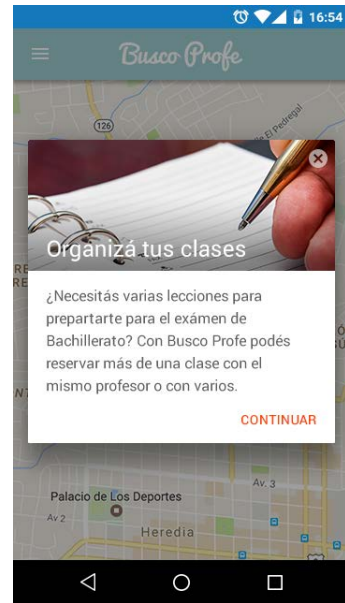 16:54
Busco Profe
126
El Pedregal
Organizá tus clases
¿Necesitás varias lecciones para
prepartarte para el exámen de
Bachillerato? Con Busco Profe podés
reservar más de una clase con el
mismo profesor o con varios.
CONTINUAR
Av. 3
Palacio de Los Deportes
Av 2
Heredia